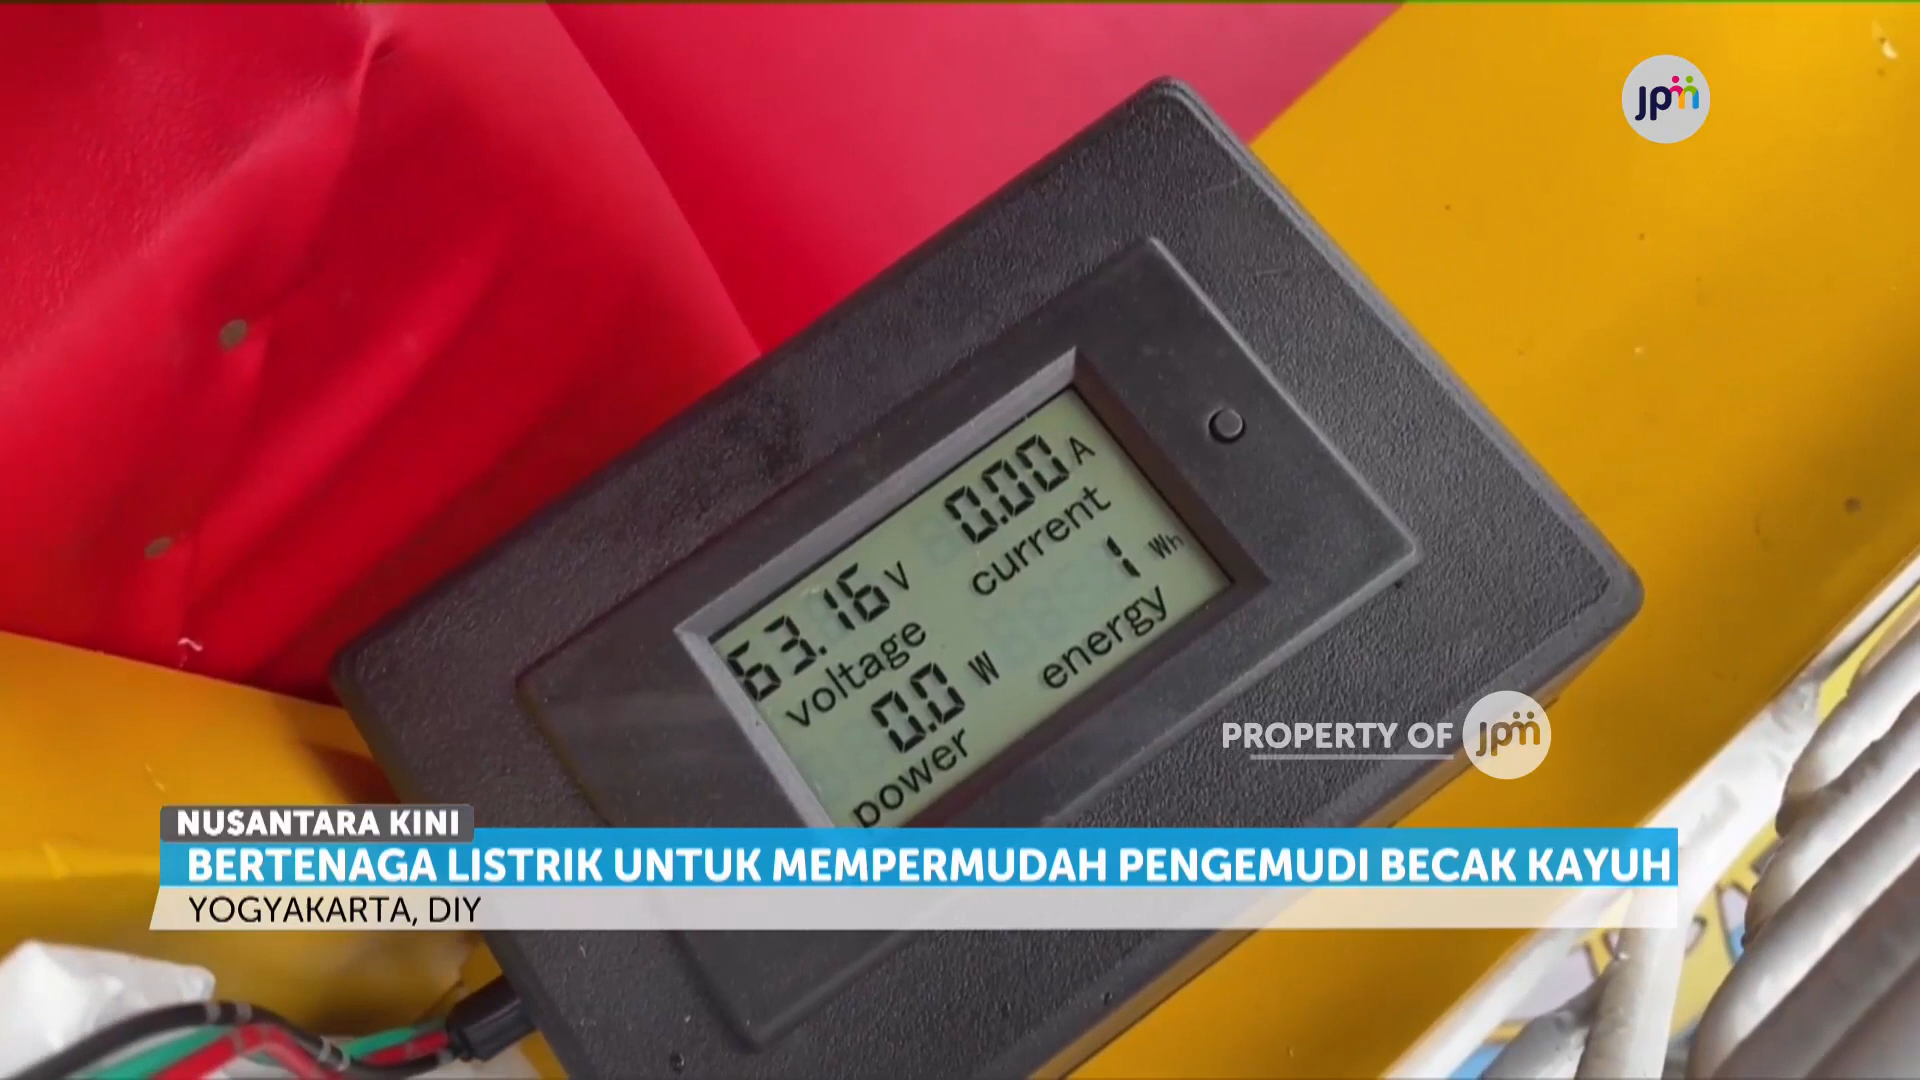 jpm
0.00 A
current
63.16 V
voltage
1 Wh
energy
0.0 W
power
PROPERTY OF jpm
NUSANTARA KINI
BERTENAGA LISTRIK UNTUK MEMPERMUDAH PENGEMUDI BECAK KAYUH
YOGYAKARTA, DIY